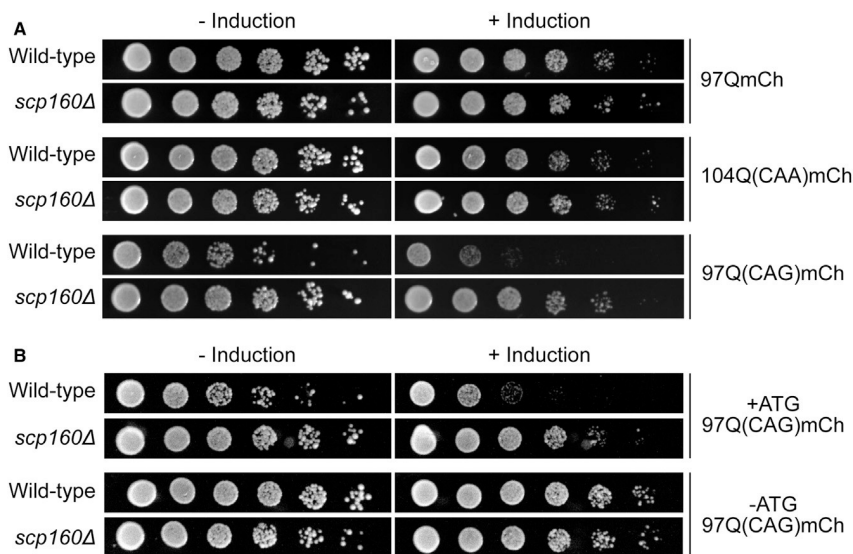 A
- Induction
+ Induction
Wild-type
scp160Δ
97QmCh
Wild-type
scp160Δ
104Q(CAA)mCh
Wild-type
scp160Δ
97Q(CAG)mCh
B
- Induction
+ Induction
Wild-type
scp160Δ
+ATG
97Q(CAG)mCh
Wild-type
scp160Δ
-ATG
97Q(CAG)mCh